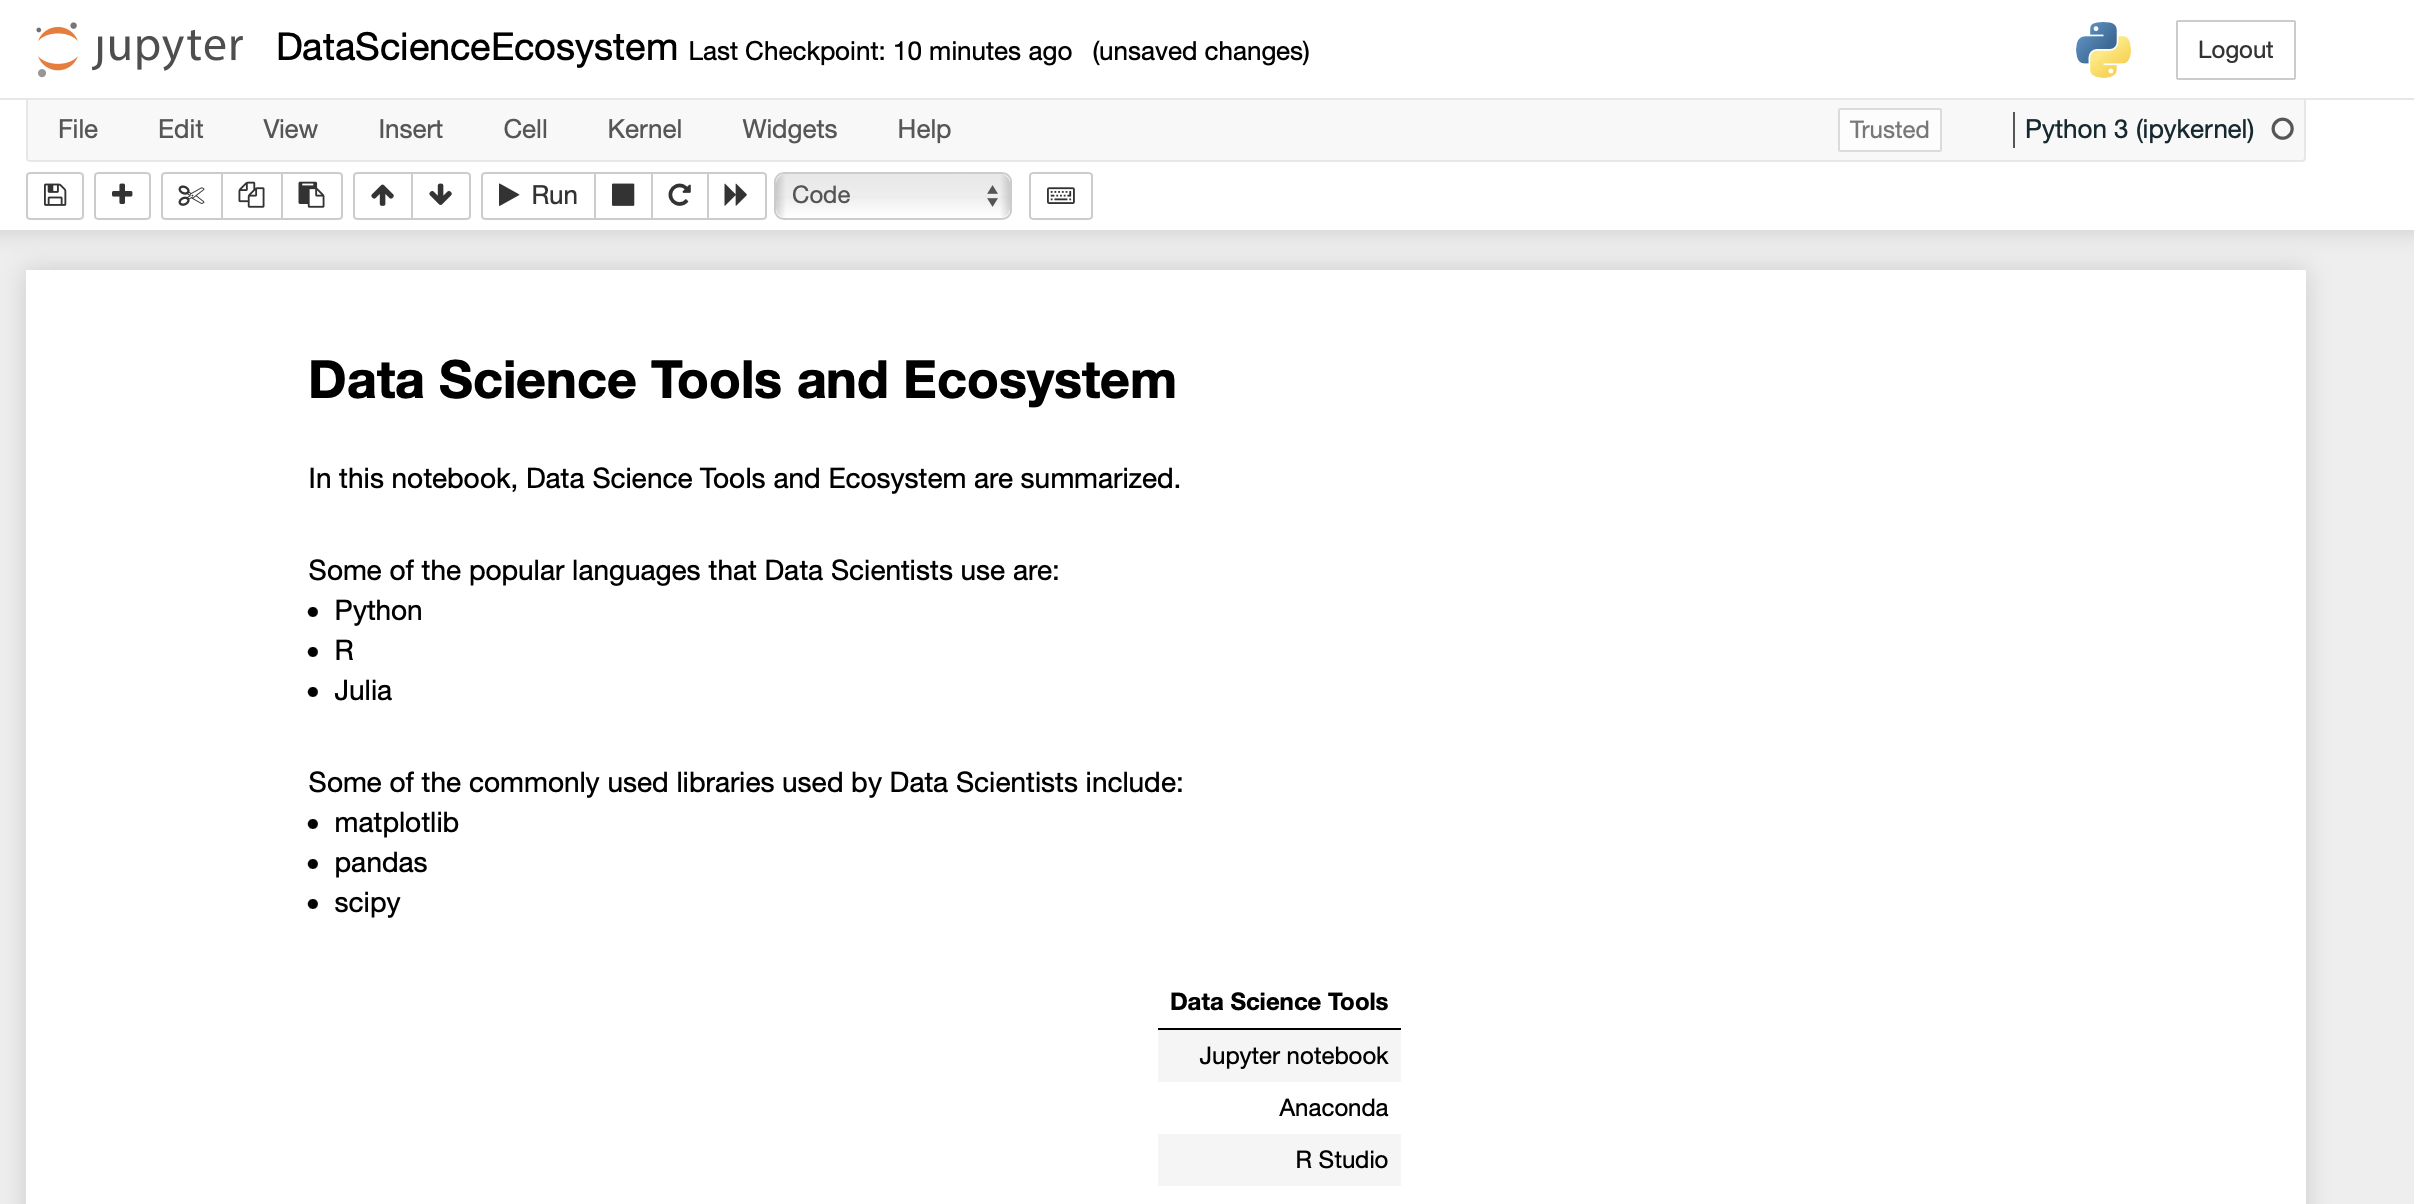 jupyter DataScienceEcosystem Last Checkpoint: 10 minutes ago (unsaved changes) Logout
File Edit View Insert Cell Kernel Widgets Help Trusted Python 3 (ipykernel)
Run Code
Data Science Tools and Ecosystem
In this notebook, Data Science Tools and Ecosystem are summarized.
Some of the popular languages that Data Scientists use are:
• Python
• R
• Julia
Some of the commonly used libraries used by Data Scientists include:
• matplotlib
• pandas
• scipy
Data Science Tools
Jupyter notebook
Anaconda
R Studio